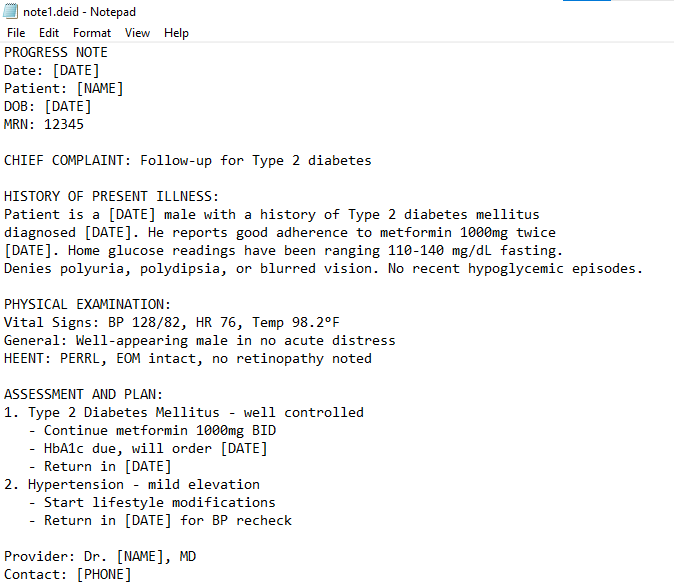 note1.deid - Notepad
File Edit Format View Help
PROGRESS NOTE
Date: [DATE]
Patient: [NAME]
DOB: [DATE]
MRN: 12345

CHIEF COMPLAINT: Follow-up for Type 2 diabetes

HISTORY OF PRESENT ILLNESS:
Patient is a [DATE] male with a history of Type 2 diabetes mellitus
diagnosed [DATE]. He reports good adherence to metformin 1000mg twice
[DATE]. Home glucose readings have been ranging 110-140 mg/dL fasting.
Denies polyuria, polydipsia, or blurred vision. No recent hypoglycemic episodes.

PHYSICAL EXAMINATION:
Vital Signs: BP 128/82, HR 76, Temp 98.2°F
General: Well-appearing male in no acute distress
HEENT: PERRL, EOM intact, no retinopathy noted

ASSESSMENT AND PLAN:
1. Type 2 Diabetes Mellitus - well controlled
   - Continue metformin 1000mg BID
   - HbA1c due, will order [DATE]
   - Return in [DATE]
2. Hypertension - mild elevation
   - Start lifestyle modifications
   - Return in [DATE] for BP recheck

Provider: Dr. [NAME], MD
Contact: [PHONE]